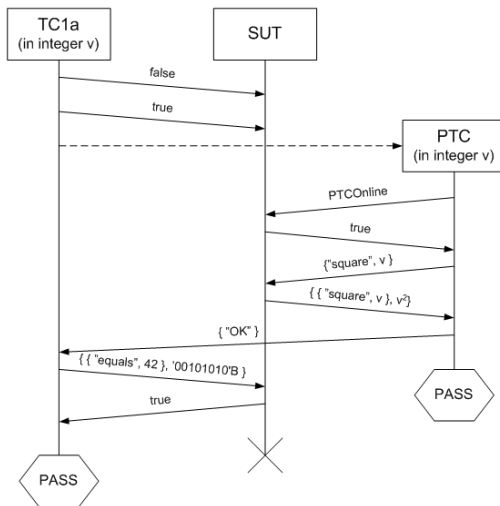 TC1a
(in integer v)
SUT
false
true
PTC
(in integer v)
PTCOnline
true
{"square", v }
{ { "square", v }, v²}
{ "OK" }
{ { "equals", 42 }, '00101010'B }
true
PASS
PASS